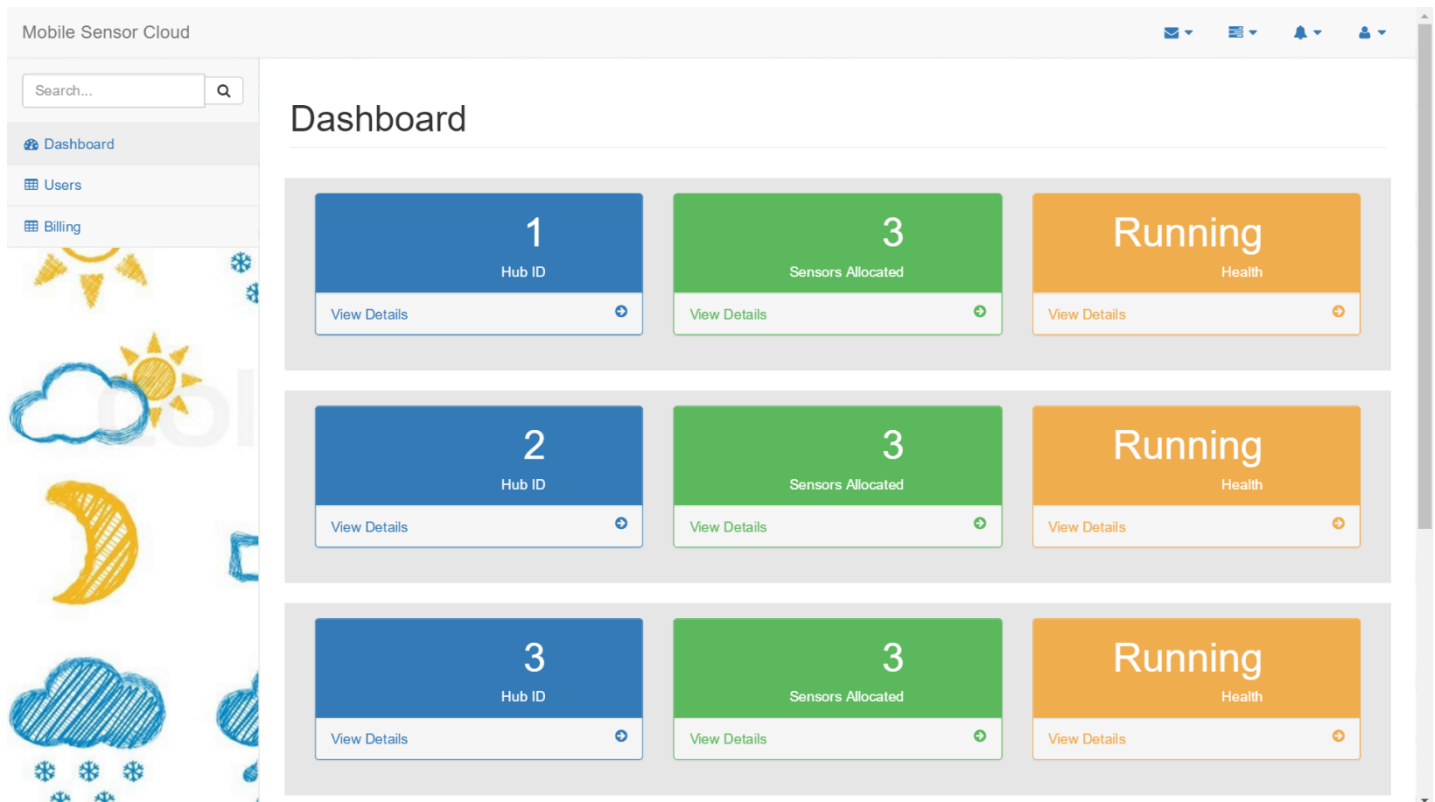 Mobile Sensor Cloud
Search...
Dashboard
Users
Billing
Dashboard
1
Hub ID
View Details
3
Sensors Allocated
View Details
Running
Health
View Details
2
Hub ID
View Details
3
Sensors Allocated
View Details
Running
Health
View Details
3
Hub ID
View Details
3
Sensors Allocated
View Details
Running
Health
View Details